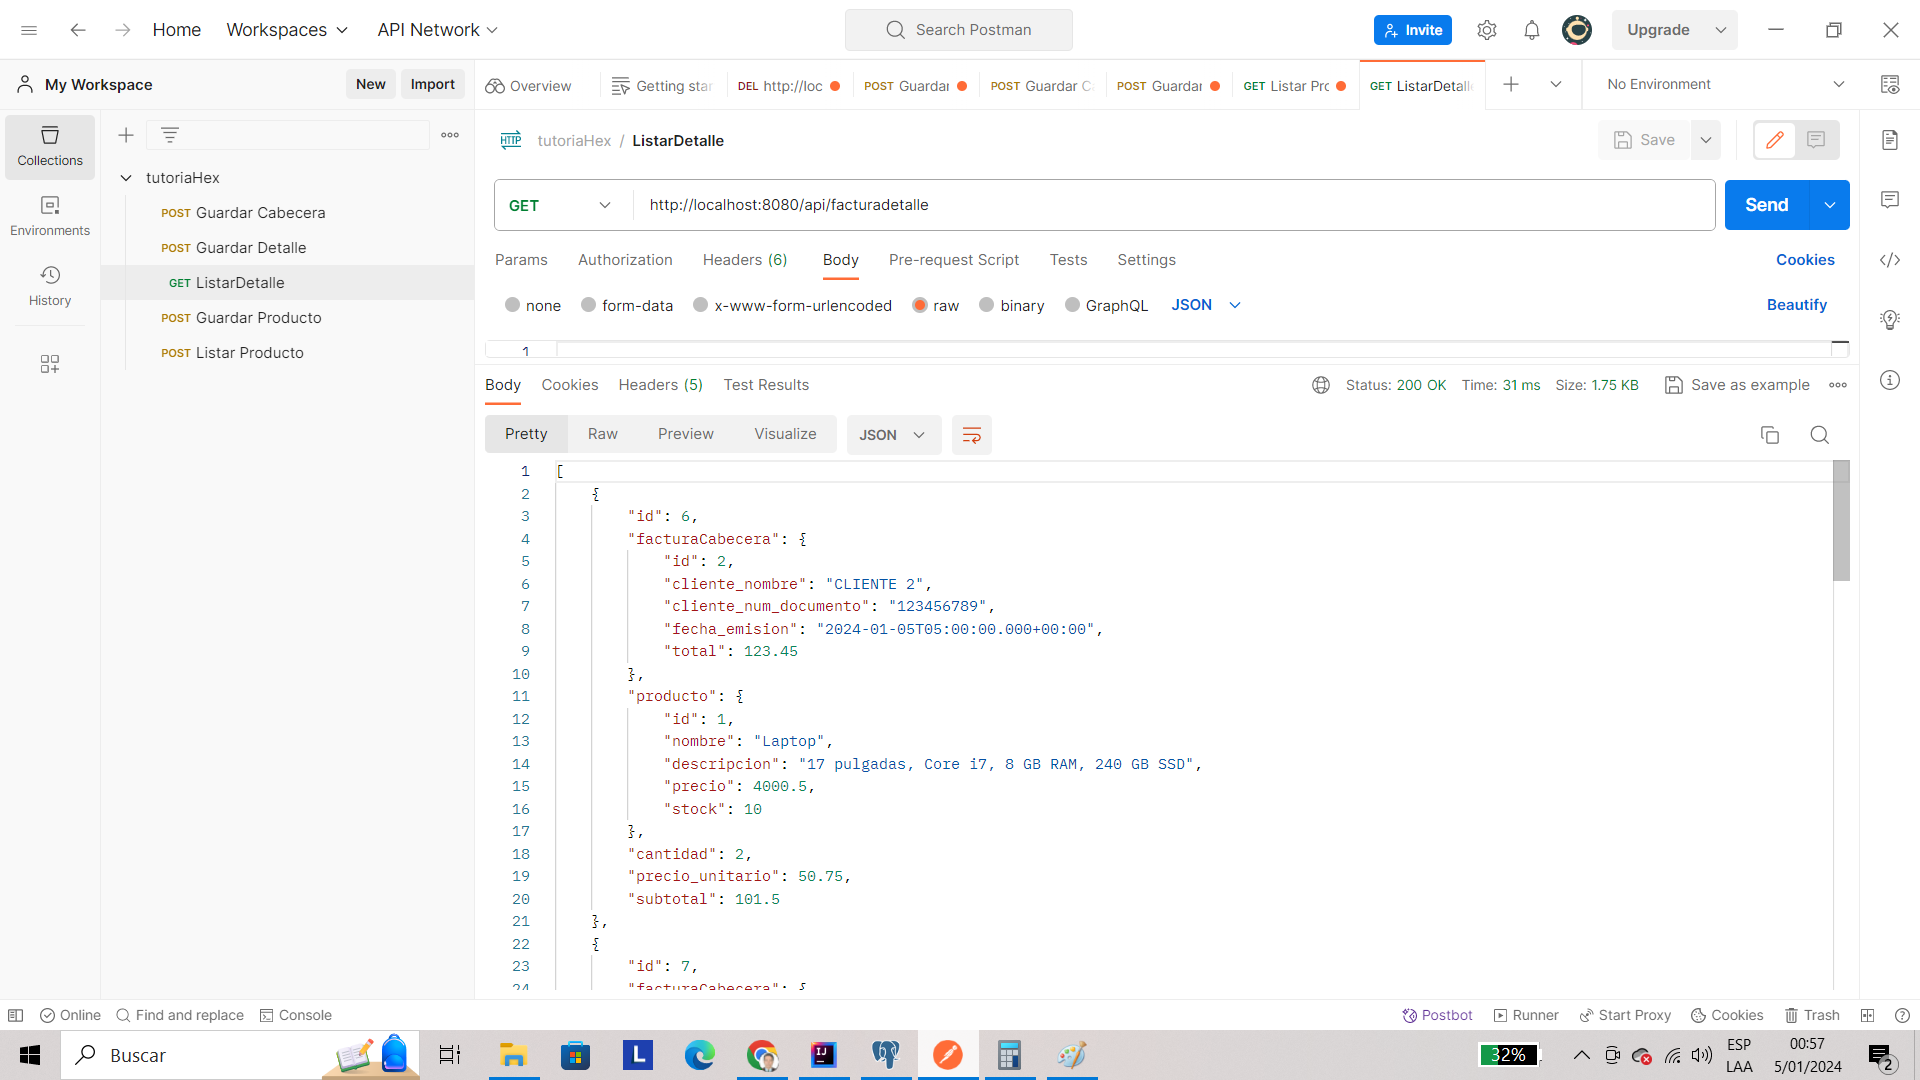 Home
Workspaces
API Network
Search Postman
Invite
Upgrade
My Workspace
New
Import
Overview
Getting star
DEL http://loc
POST Guardar
POST Guardar C
POST Guardar
GET Listar Pro
GET ListarDetalle
No Environment
Collections
Environments
History
tutoriaHex
POST Guardar Cabecera
POST Guardar Detalle
GET ListarDetalle
POST Guardar Producto
POST Listar Producto
HTTP tutoriaHex / ListarDetalle
Save
GET
http://localhost:8080/api/facturadetalle
Send
Params Authorization Headers (6) Body Pre-request Script Tests Settings
Cookies
none form-data x-www-form-urlencoded raw binary GraphQL JSON
Beautify
1
Body Cookies Headers (5) Test Results
Status: 200 OK Time: 31 ms Size: 1.75 KB Save as example
Pretty Raw Preview Visualize JSON
1 [
2 {
3 "id": 6,
4 "facturaCabecera": {
5 "id": 2,
6 "cliente_nombre": "CLIENTE 2",
7 "cliente_num_documento": "123456789",
8 "fecha_emision": "2024-01-05T05:00:00.000+00:00",
9 "total": 123.45
10 },
11 "producto": {
12 "id": 1,
13 "nombre": "Laptop",
14 "descripcion": "17 pulgadas, Core i7, 8 GB RAM, 240 GB SSD",
15 "precio": 4000.5,
16 "stock": 10
17 },
18 "cantidad": 2,
19 "precio_unitario": 50.75,
20 "subtotal": 101.5
21 },
22 {
23 "id": 7,
24 "facturaCabecera": {
Online
Find and replace
Console
Postbot
Runner
Start Proxy
Cookies
Trash
Buscar
L
IJ
32%
ESP
LAA
00:57
5/01/2024
2